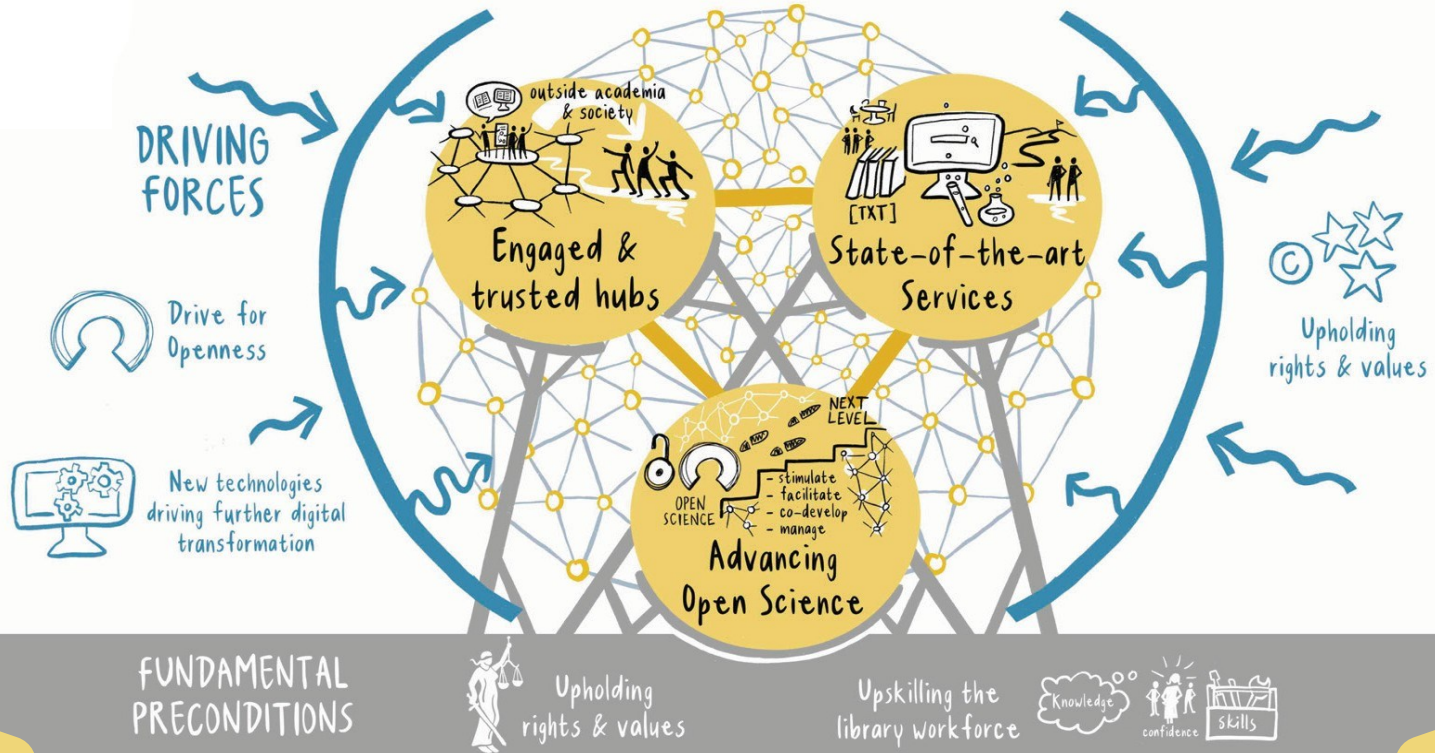 DRIVING
FORCES
Drive for
Openness
New technologies
driving further digital
transformation
outside academia
& society
Engaged &
trusted hubs
[TXT]
State-of-the-art
Services
NEXT
LEVEL
OPEN
SCIENCE
- stimulate
- facilitate
- co-develop
- manage
Advancing
Open Science
©
Upholding
rights & values
FUNDAMENTAL
PRECONDITIONS
Upholding
rights & values
Upskilling the
library workforce
Knowledge
confidence
skills